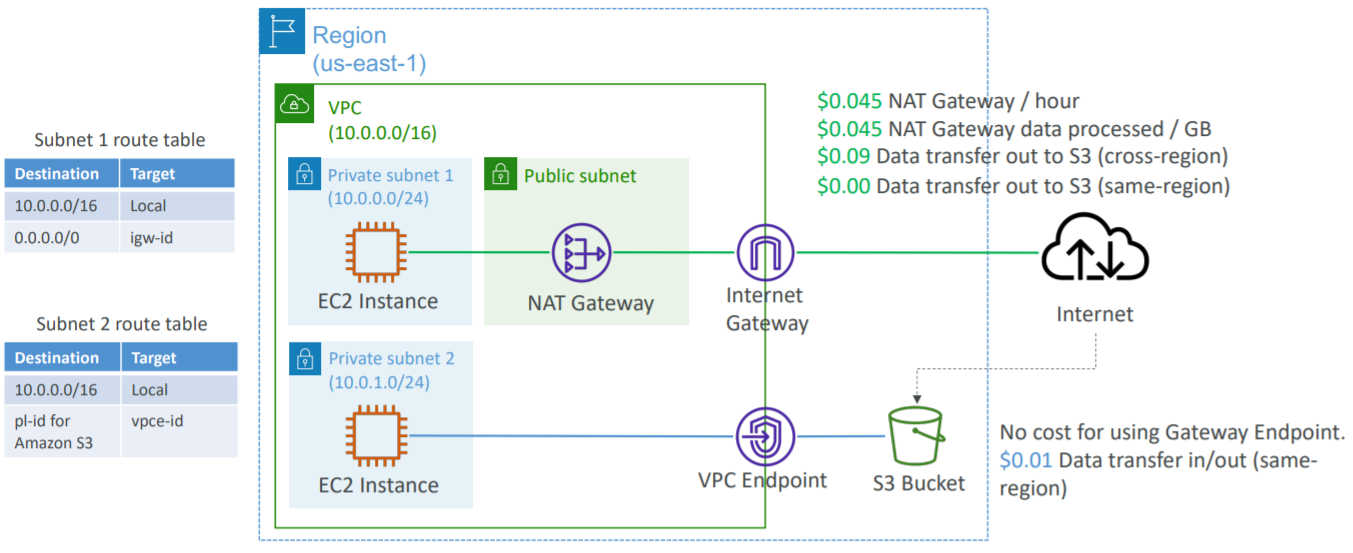 Region
(us-east-1)
VPC
(10.0.0.0/16)
$0.045 NAT Gateway / hour
$0.045 NAT Gateway data processed / GB
$0.09 Data transfer out to S3 (cross-region)
$0.00 Data transfer out to S3 (same-region)
Subnet 1 route table
Destination Target
10.0.0.0/16 Local
0.0.0.0/0 igw-id
Private subnet 1
(10.0.0.0/24)
EC2 Instance
Public subnet
NAT Gateway
Internet
Gateway
Internet
Subnet 2 route table
Destination Target
10.0.0.0/16 Local
pl-id for vpce-id
Amazon S3
Private subnet 2
(10.0.1.0/24)
EC2 Instance
VPC Endpoint
S3 Bucket
No cost for using Gateway Endpoint.
$0.01 Data transfer in/out (same-
region)